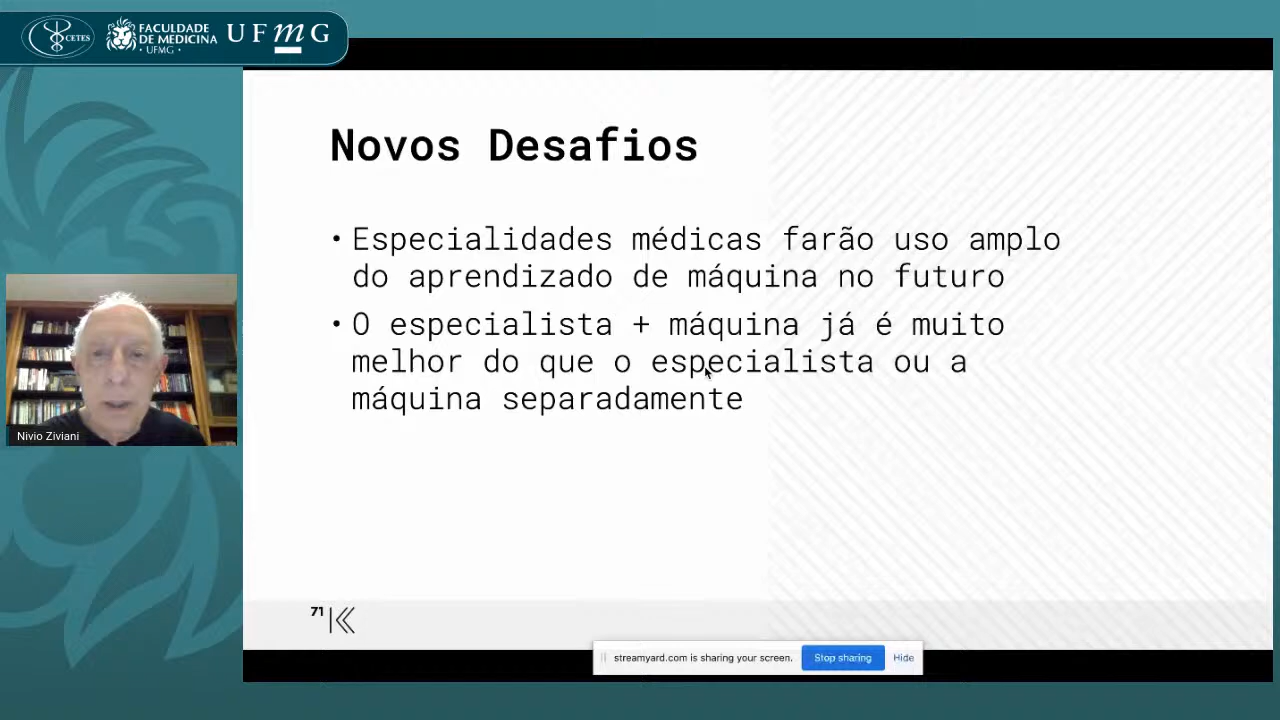 CETES
FACULDADE
DE MEDICINA
• UFMG •
UFmG
Novos Desafios
• Especialidades médicas farão uso amplo
do aprendizado de máquina no futuro
• O especialista + máquina já é muito
melhor do que o especialista ou a
máquina separadamente
Nivio Ziviani
71
streamyard.com is sharing your screen. Stop sharing Hide